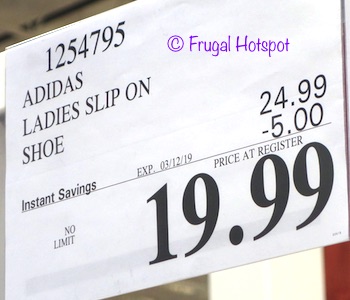 © Frugal Hotspot
1254795
ADIDAS
LADIES SLIP ON
SHOE
24.99
-5.00
EXP. 03/12/19
PRICE AT REGISTER
Instant Savings
19.99
NO
LIMIT